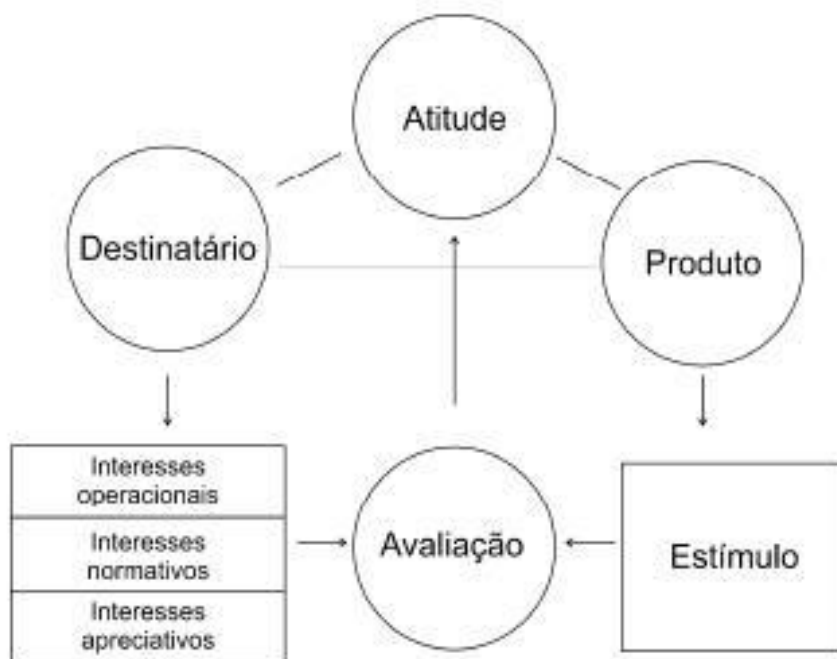 Atitude
Destinatário
Produto
Interesses
operacionais
Interesses
normativos
Interesses
apreciativos
Avaliação
Estímulo